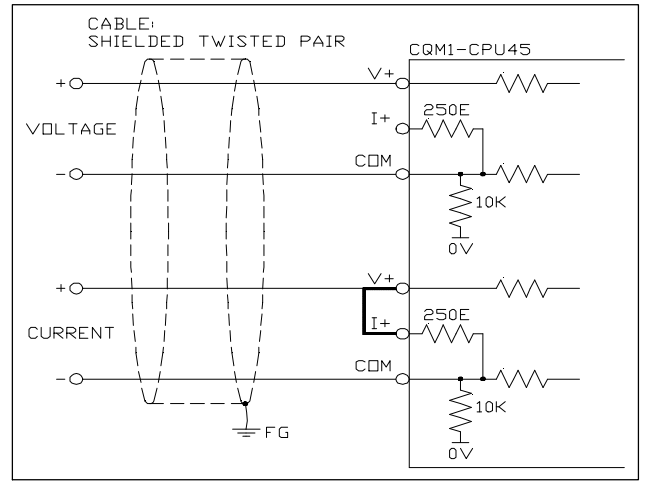 CABLE:
SHIELDED TWISTED PAIR
CQM1-CPU45
+
V+
VOLTAGE
I+
250E
-
COM
10K
0V
+
V+
CURRENT
I+
250E
-
COM
10K
0V
FG